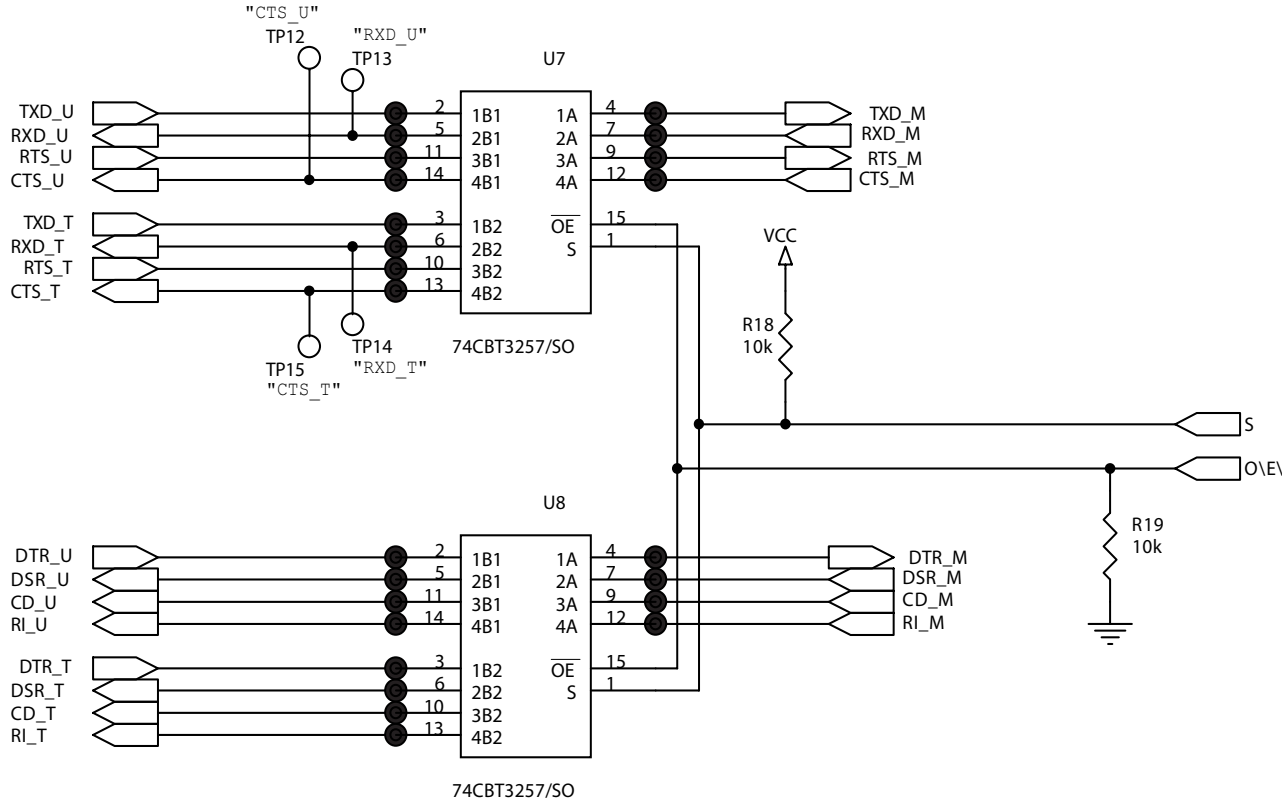 "CTS_U"
TP12
"RXD_U"
TP13
U7
TXD_U 2 1B1 1A 4 TXD_M
RXD_U 5 2B1 2A 7 RXD_M
RTS_U 11 3B1 3A 9 RTS_M
CTS_U 14 4B1 4A 12 CTS_M
TXD_T 3 1B2 OE 15
RXD_T 6 2B2 S 1
RTS_T 10 3B2
CTS_T 13 4B2
VCC
R18
10k
TP14
"RXD_T"
TP15
"CTS_T"
74CBT3257/SO
S
O\E\
R19
10k
U8
DTR_U 2 1B1 1A 4 DTR_M
DSR_U 5 2B1 2A 7 DSR_M
CD_U 11 3B1 3A 9 CD_M
RI_U 14 4B1 4A 12 RI_M
DTR_T 3 1B2 OE 15
DSR_T 6 2B2 S 1
CD_T 10 3B2
RI_T 13 4B2
74CBT3257/SO